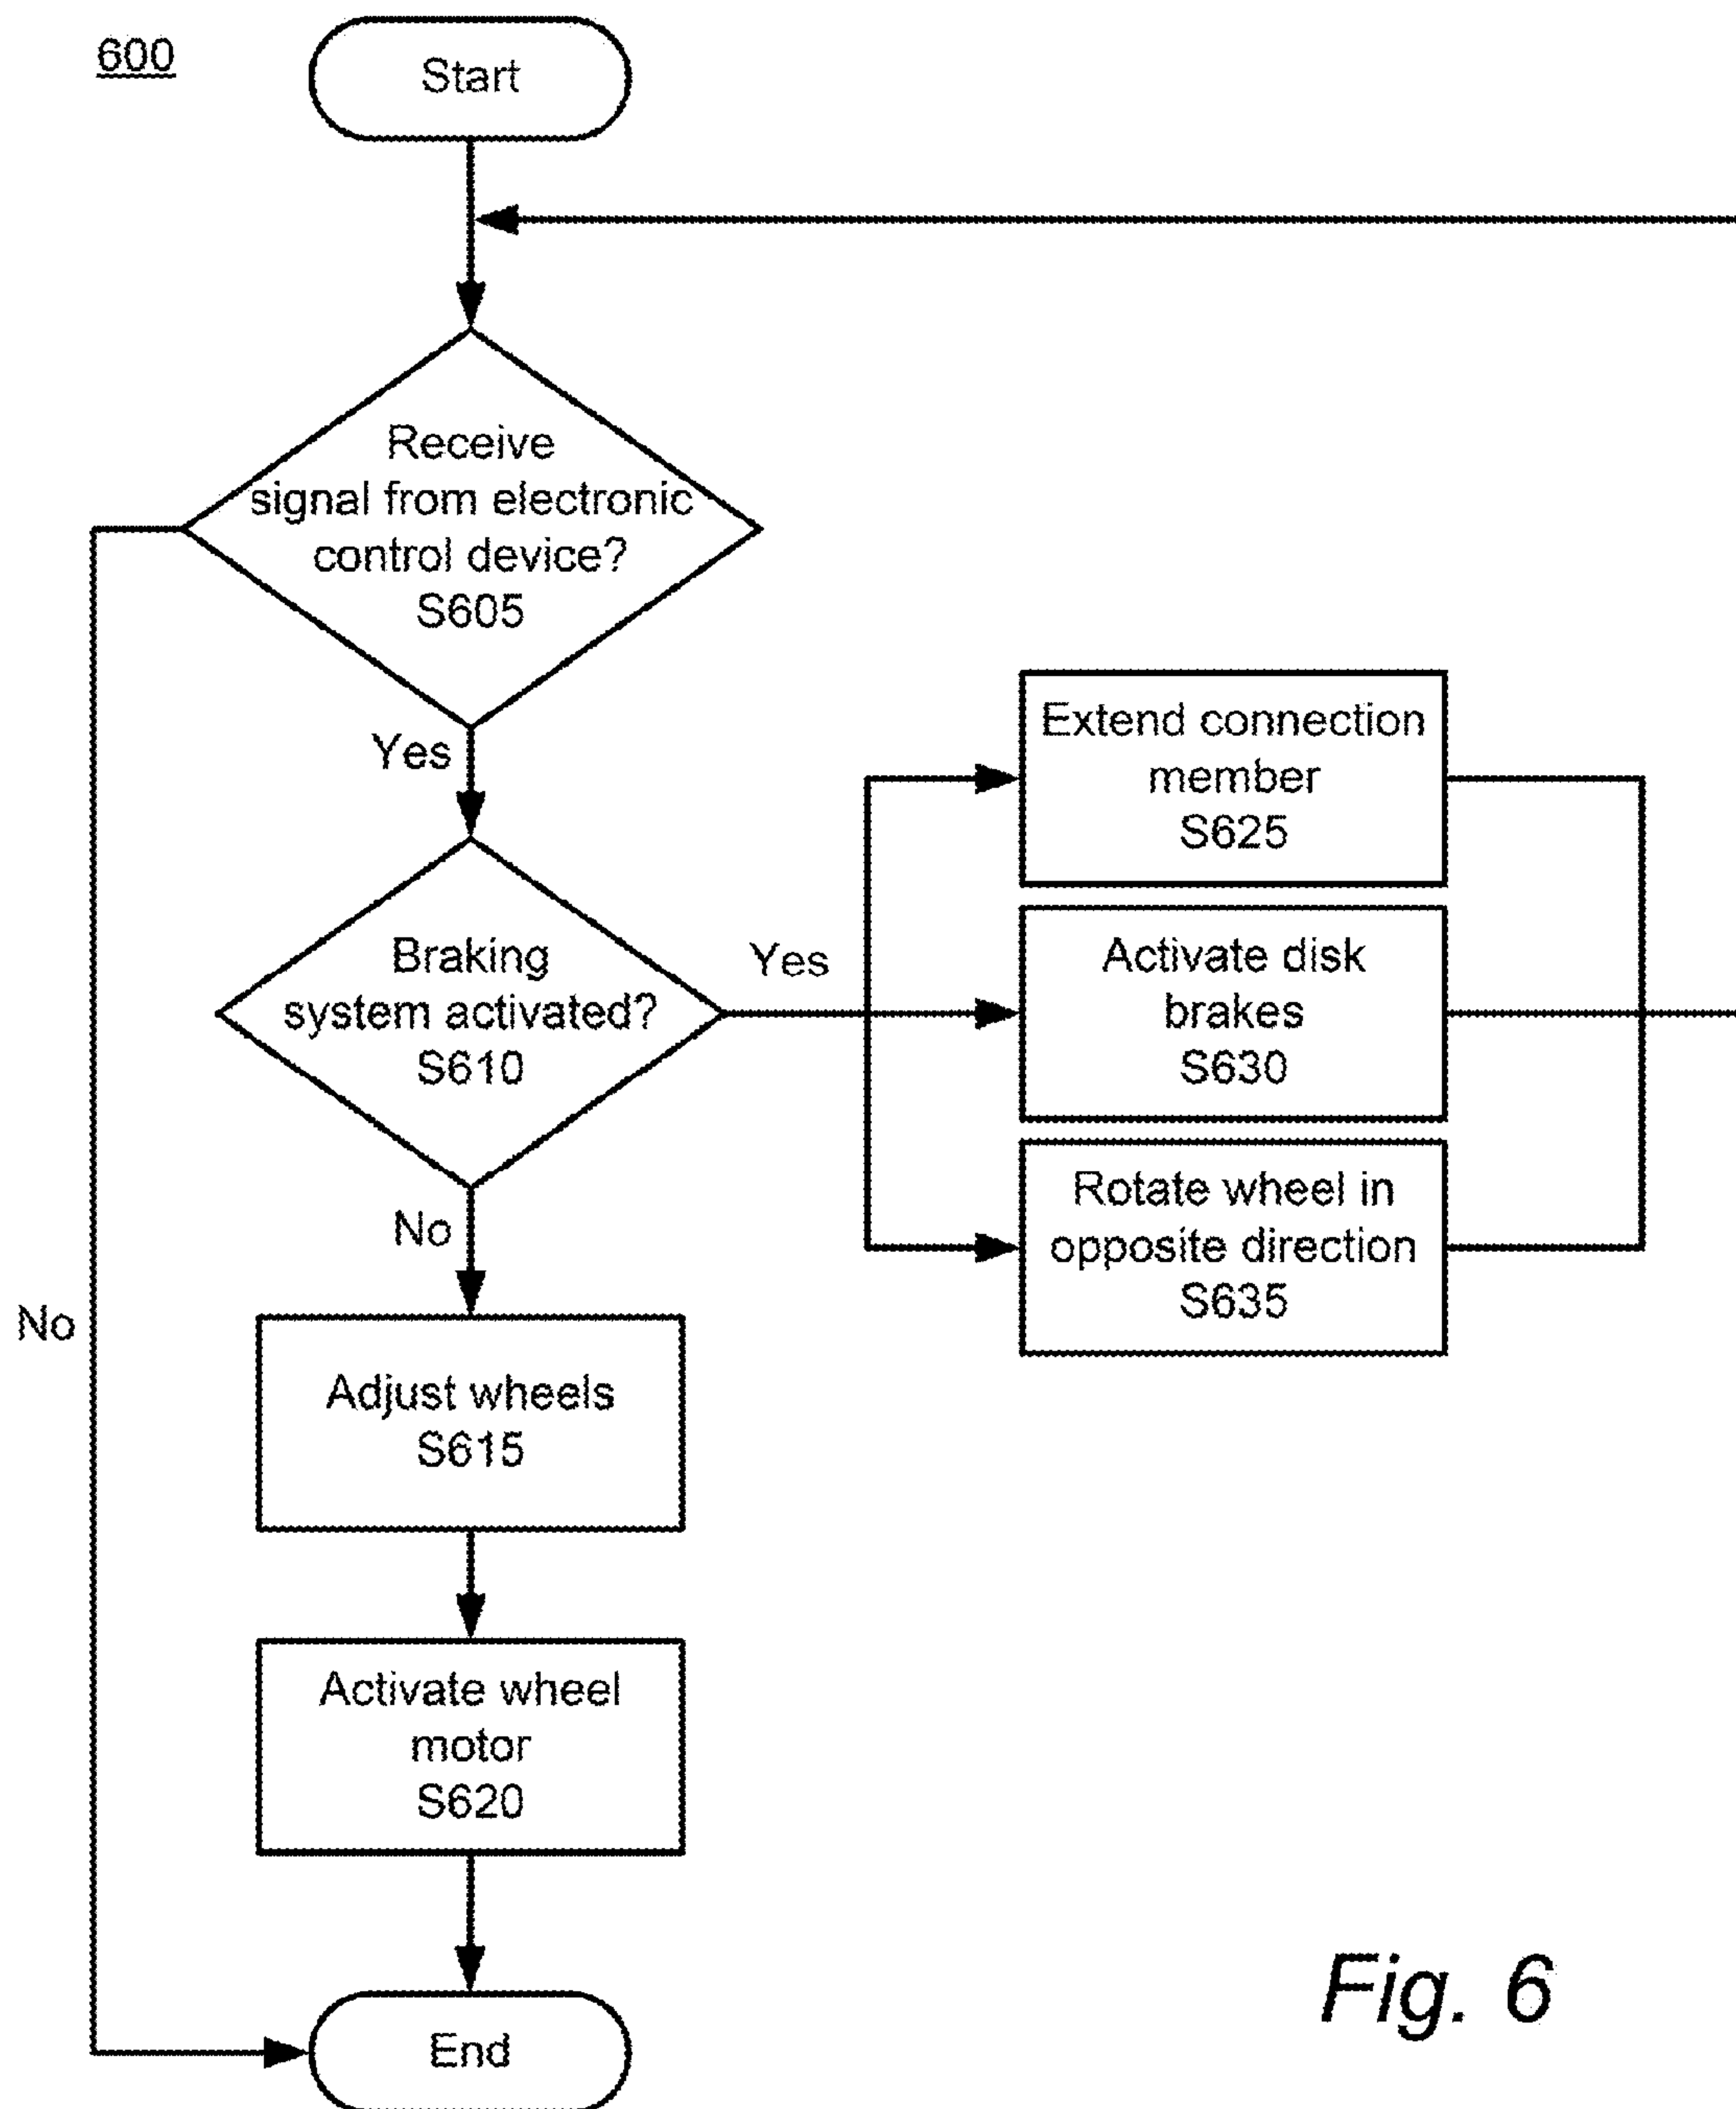 600
Start
Receive
signal from electronic
control device?
S605
Yes
Braking
system activated?
S610
Yes
No
Extend connection
member
S625
Activate disk
brakes
S630
Rotate wheel in
opposite direction
S635
No
Adjust wheels
S615
Activate wheel
motor
S620
End
Fig. 6